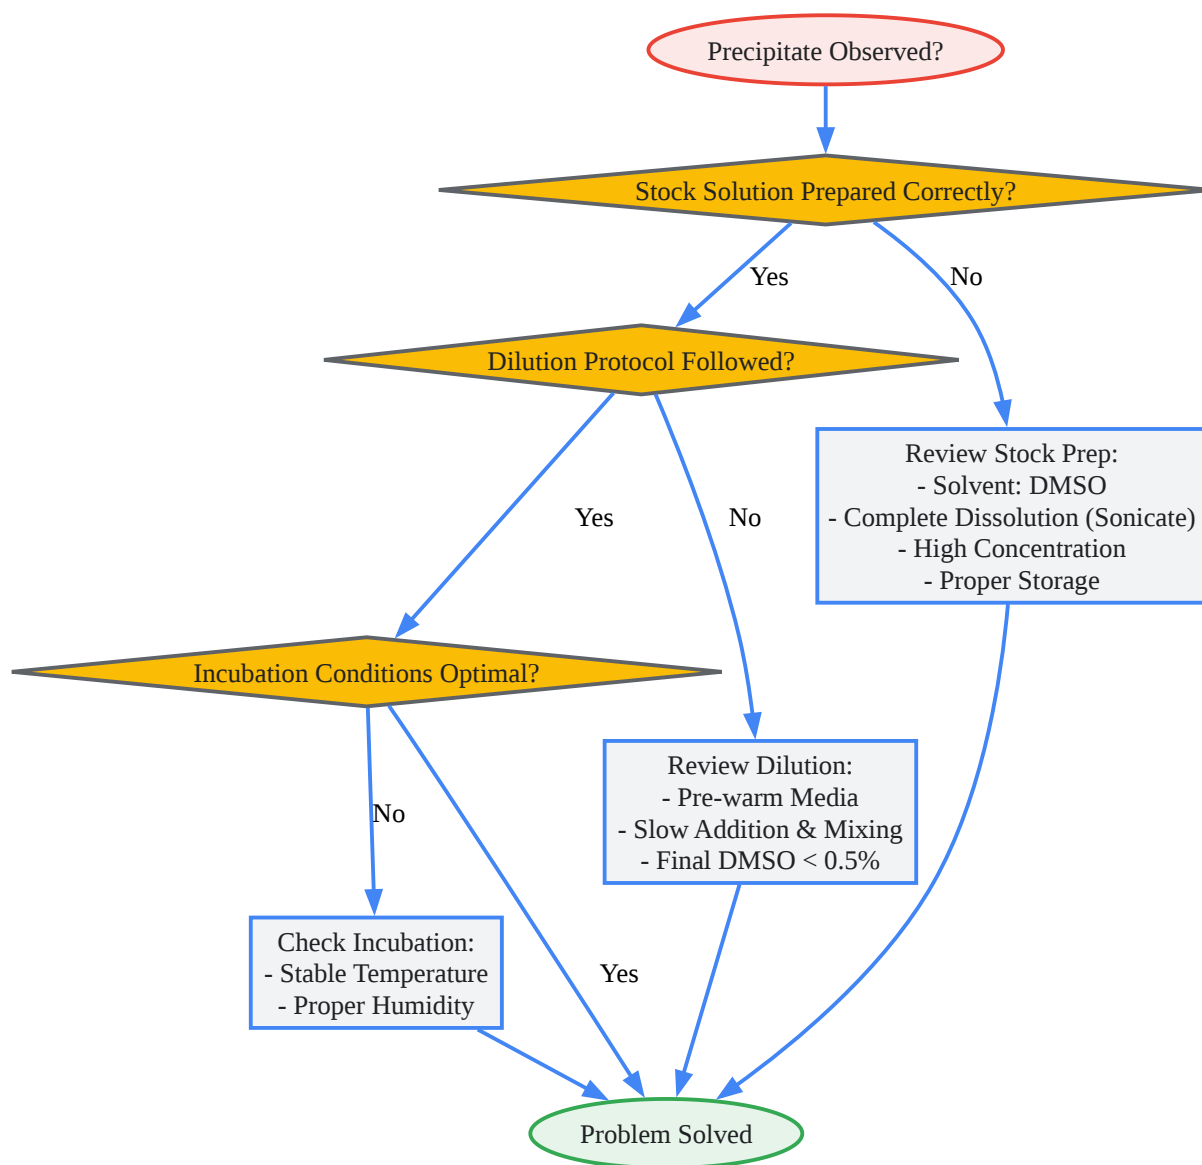 Precipitate Observed?
Stock Solution Prepared Correctly?
Yes
No
Dilution Protocol Followed?
Review Stock Prep:
- Solvent: DMSO
- Complete Dissolution (Sonicate)
- High Concentration
- Proper Storage
Yes
No
Incubation Conditions Optimal?
Review Dilution:
- Pre-warm Media
- Slow Addition & Mixing
- Final DMSO < 0.5%
No
Check Incubation:
- Stable Temperature
- Proper Humidity
Yes
Problem Solved